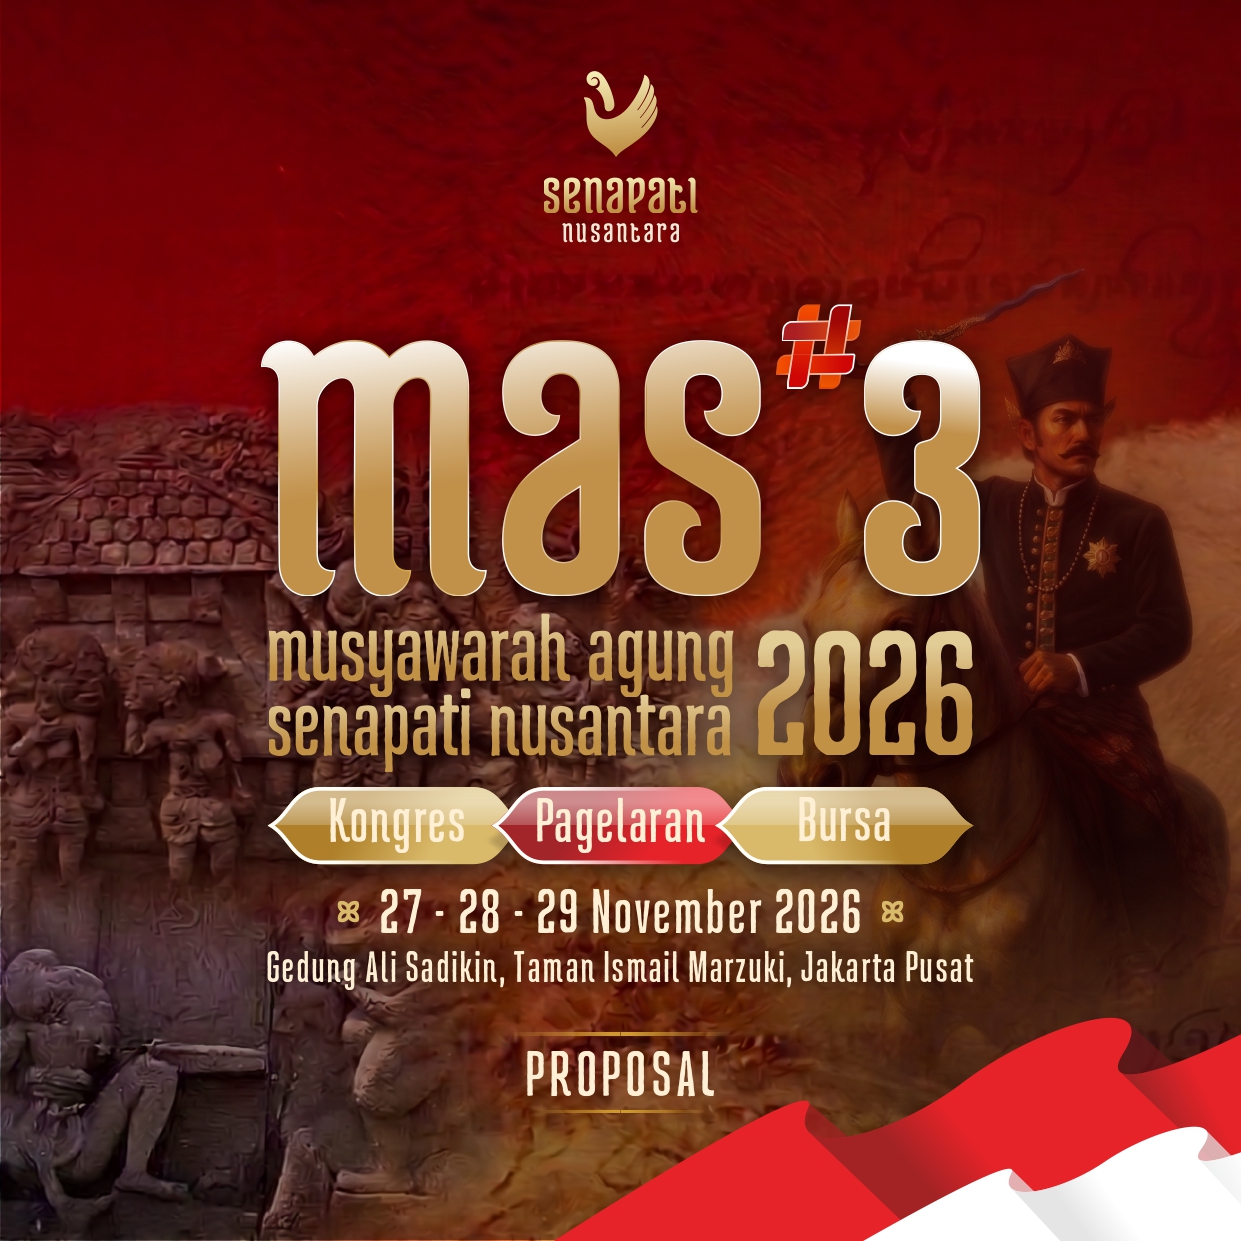 senapati
nusantara
mas#3
musyawarah agung
senapati nusantara
2026
Kongres Pagelaran Bursa
27 - 28 - 29 November 2026
Gedung Ali Sadikin, Taman Ismail Marzuki, Jakarta Pusat
PROPOSAL